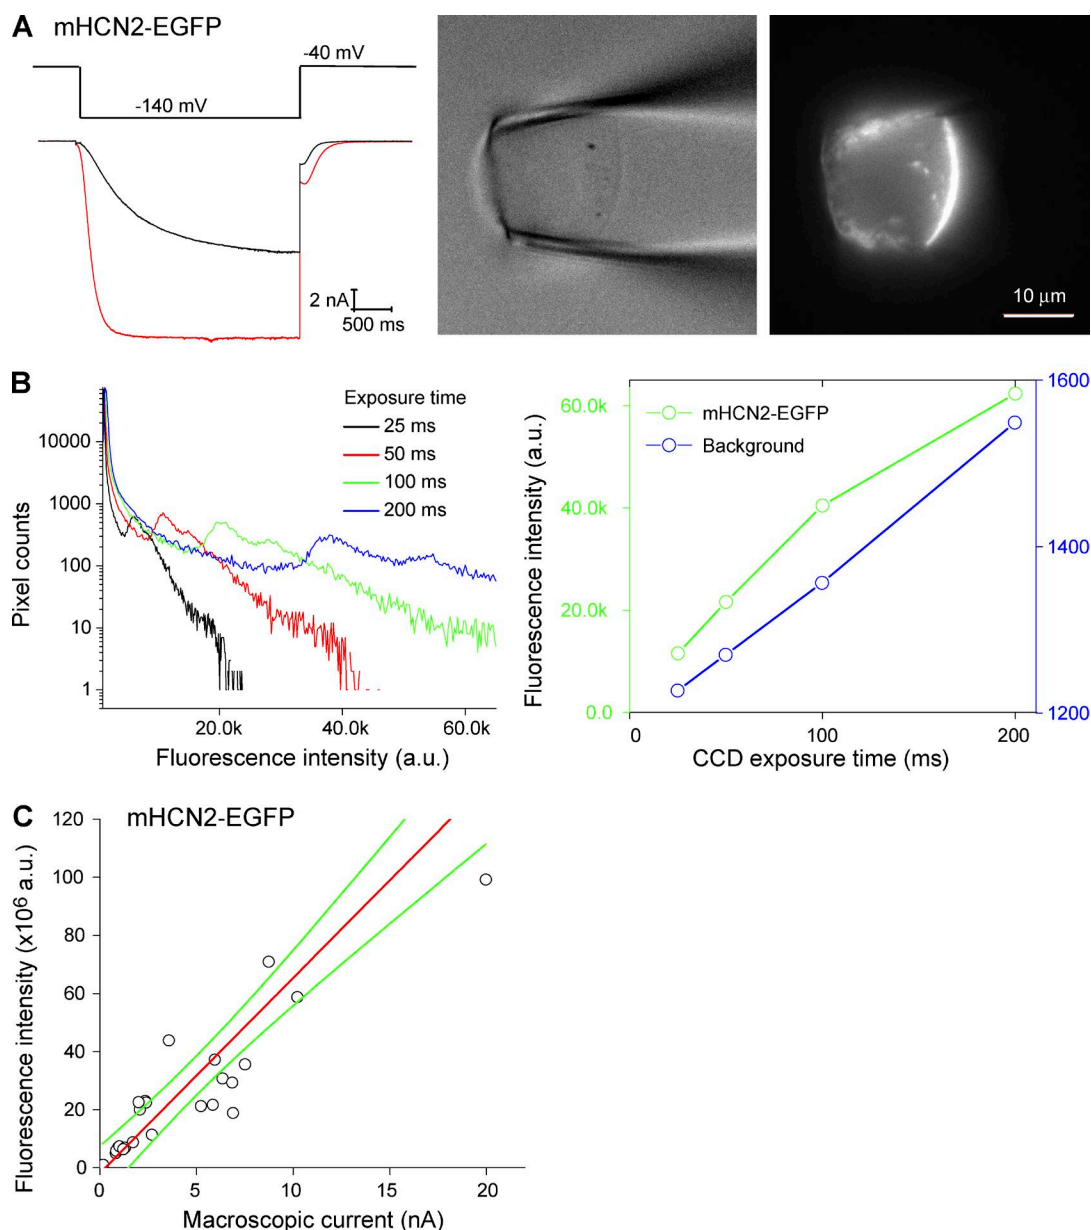 A mHCN2-EGFP
-40 mV
-140 mV
2 nA
500 ms
10 μm
B
Pixel counts
10000
1000
100
10
1
20.0k 40.0k 60.0k
Fluorescence intensity (a.u.)
Exposure time
25 ms
50 ms
100 ms
200 ms
Fluorescence intensity (a.u.)
60.0k
40.0k
20.0k
0.0
mHCN2-EGFP
Background
1600
1400
1200
0 100 200
CCD exposure time (ms)
C mHCN2-EGFP
Fluorescence intensity (x10⁶ a.u.)
120
100
80
60
40
20
0
0 5 10 15 20
Macroscopic current (nA)